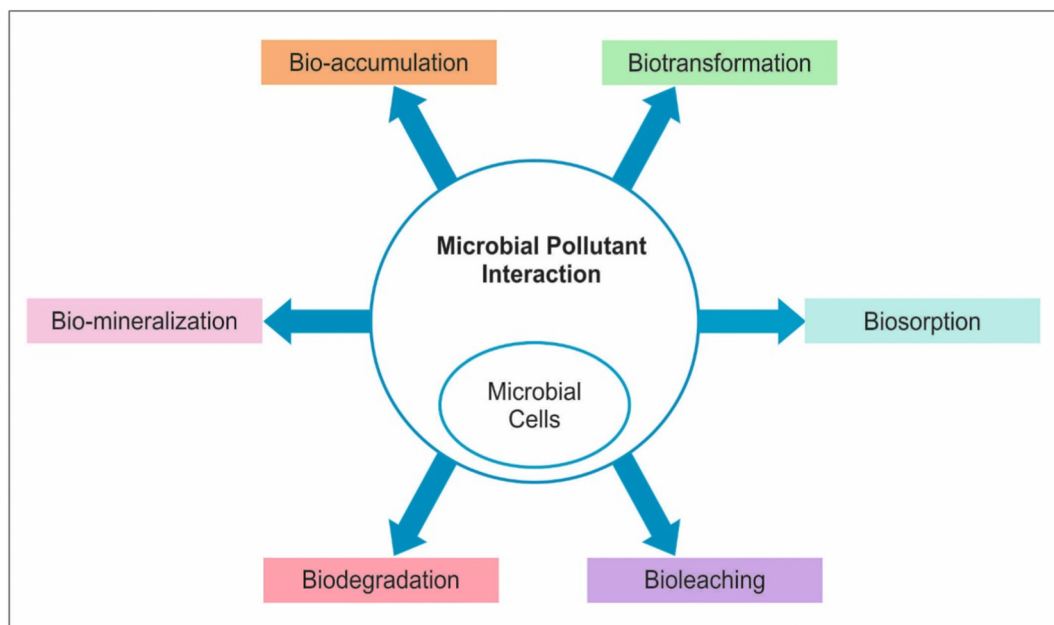 Bio-accumulation
Biotransformation
Microbial Pollutant
Interaction
Bio-mineralization
Biosorption
Microbial
Cells
Biodegradation
Bioleaching